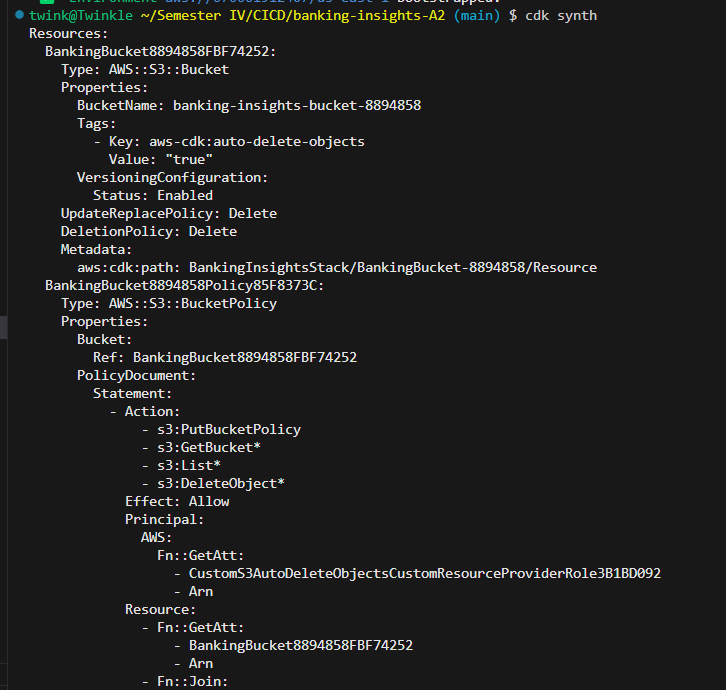 twink@Twinkle ~/Semester IV/CICD/banking-insights-A2 (main) $ cdk synth
Resources:
  BankingBucket8894858FBF74252:
    Type: AWS::S3::Bucket
    Properties:
      BucketName: banking-insights-bucket-8894858
      Tags:
        - Key: aws-cdk:auto-delete-objects
          Value: "true"
      VersioningConfiguration:
        Status: Enabled
    UpdateReplacePolicy: Delete
    DeletionPolicy: Delete
    Metadata:
      aws:cdk:path: BankingInsightsStack/BankingBucket-8894858/Resource
  BankingBucket8894858Policy85F8373C:
    Type: AWS::S3::BucketPolicy
    Properties:
      Bucket:
        Ref: BankingBucket8894858FBF74252
      PolicyDocument:
        Statement:
          - Action:
              - s3:PutBucketPolicy
              - s3:GetBucket*
              - s3:List*
              - s3:DeleteObject*
            Effect: Allow
            Principal:
              AWS:
                Fn::GetAtt:
                  - CustomS3AutoDeleteObjectsCustomResourceProviderRole3B1BD092
                  - Arn
            Resource:
              - Fn::GetAtt:
                  - BankingBucket8894858FBF74252
                  - Arn
              - Fn::Join: